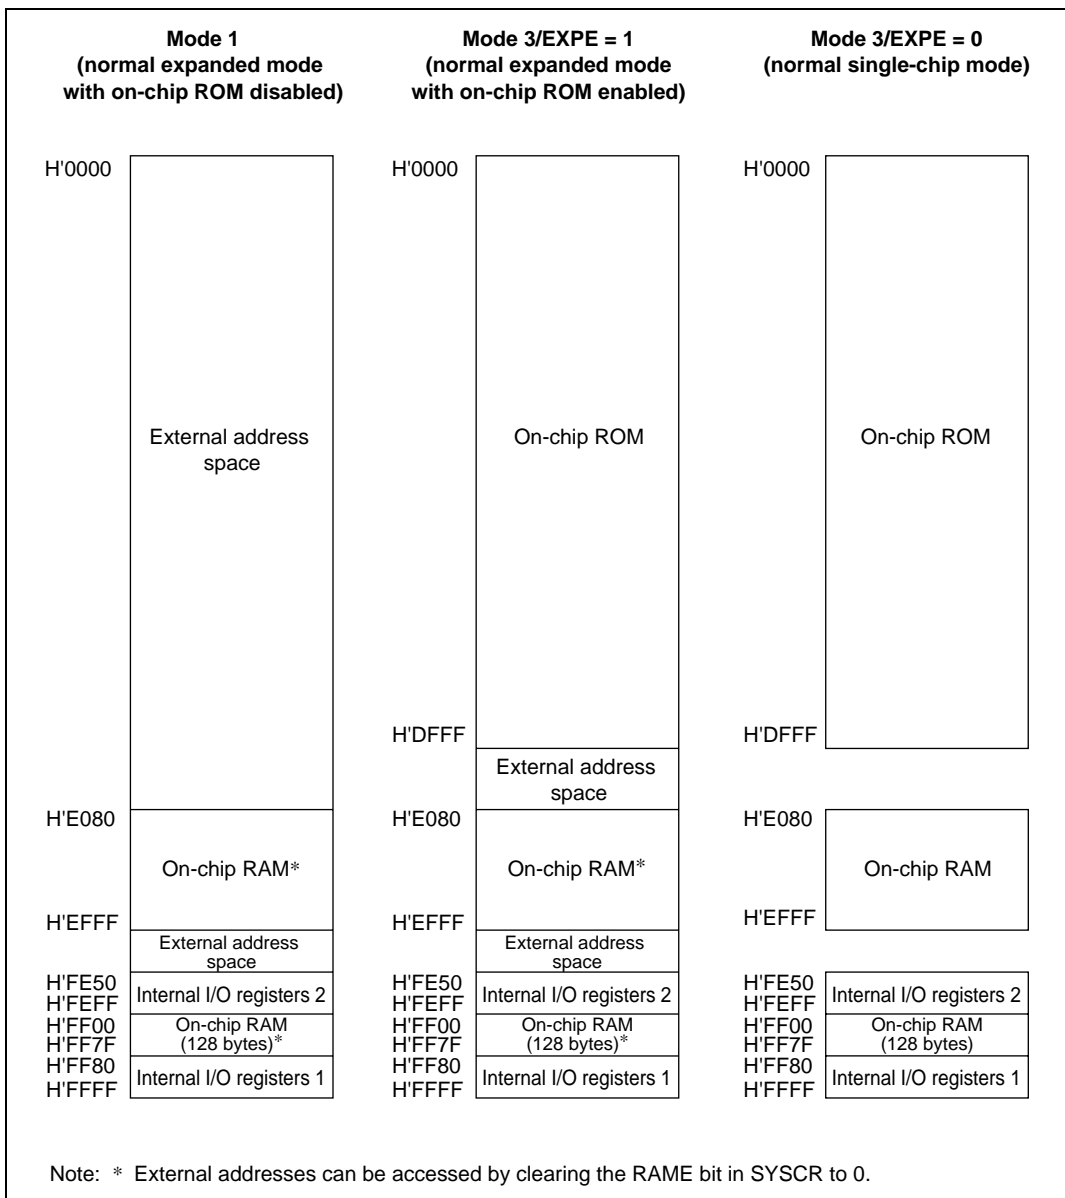 Mode 1
(normal expanded mode
with on-chip ROM disabled)
H'0000
External address
space
H'E080
On-chip RAM*
H'EFFF
External address
space
H'FE50
Internal I/O registers 2
H'FEFF
H'FF00
On-chip RAM
(128 bytes)*
H'FF7F
H'FF80
Internal I/O registers 1
H'FFFF
Mode 3/EXPE = 1
(normal expanded mode
with on-chip ROM enabled)
H'0000
On-chip ROM
H'DFFF
External address
space
H'E080
On-chip RAM*
H'EFFF
External address
space
H'FE50
Internal I/O registers 2
H'FEFF
H'FF00
On-chip RAM
(128 bytes)*
H'FF7F
H'FF80
Internal I/O registers 1
H'FFFF
Mode 3/EXPE = 0
(normal single-chip mode)
H'0000
On-chip ROM
H'DFFF
H'E080
On-chip RAM
H'EFFF
H'FE50
Internal I/O registers 2
H'FEFF
H'FF00
On-chip RAM
(128 bytes)
H'FF7F
H'FF80
Internal I/O registers 1
H'FFFF
Note: * External addresses can be accessed by clearing the RAME bit in SYSCR to 0.